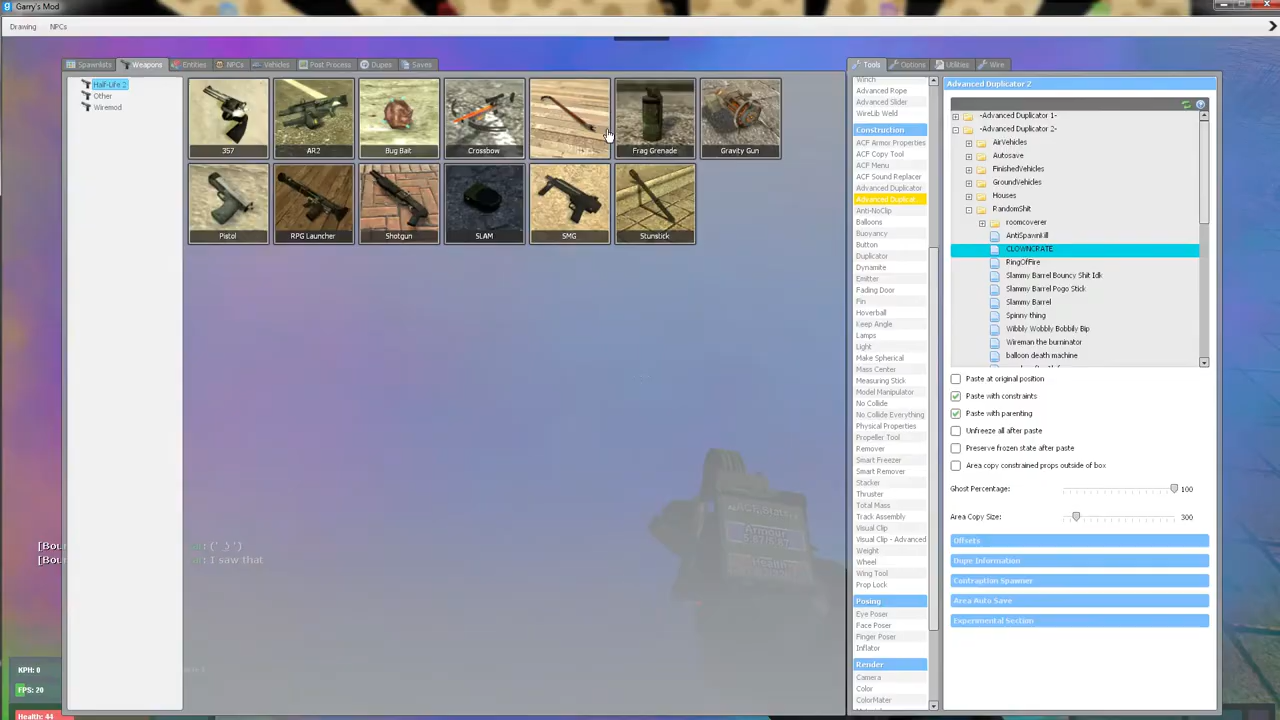 Garry's Mod
Drawing NPCs
Spawnlists Weapons Entities NPCs Vehicles Post Process Dupes Saves
Half-Life 2
Other
Wiremod
357 AR2 Bug Bait Crossbow Frag Grenade Gravity Gun
Pistol RPG Launcher Shotgun SLAM SMG Stunstick
[Bou : (' _>')
[Bou : I saw that
KPH: 0
FPS: 20
Health: 44
Tools Options Utilities Wire
Winch
Advanced Rope
Advanced Slider
WireLib Weld
Construction
ACF Armor Properties
ACF Copy Tool
ACF Menu
ACF Sound Replacer
Advanced Duplicator
Advanced Duplicat...
Anti-NoClip
Balloons
Buoyancy
Button
Duplicator
Dynamite
Emitter
Fading Door
Fin
Hoverball
Keep Angle
Lamps
Light
Make Spherical
Mass Center
Measuring Stick
Model Manipulator
No Collide
No Collide Everything
Physical Properties
Propeller Tool
Remover
Smart Freezer
Smart Remover
Stacker
Thruster
Total Mass
Track Assembly
Visual Clip
Visual Clip - Advanced
Weight
Wheel
Wing Tool
Prop Lock
Posing
Eye Poser
Face Poser
Finger Poser
Inflator
Render
Camera
Color
ColorMater
Advanced Duplicator 2
-Advanced Duplicator 1-
-Advanced Duplicator 2-
AirVehicles
Autosave
FinishedVehicles
GroundVehicles
Houses
RandomShit
roomcoverer
AntiSpawnkill
CLOWNCRATE
RingOfFire
Slammy Barrel Bouncy Shit Idk
Slammy Barrel Pogo Stick
Slammy Barrel
Spinny thing
Wibbly Wobbly Bobbily Bip
Wireman the burninator
balloon death machine
Paste at original position
Paste with constraints
Paste with parenting
Unfreeze all after paste
Preserve frozen state after paste
Area copy constrained props outside of box
Ghost Percentage: 100
Area Copy Size: 300
Offsets
Dupe Information
Contraption Spawner
Area Auto Save
Experimental Section